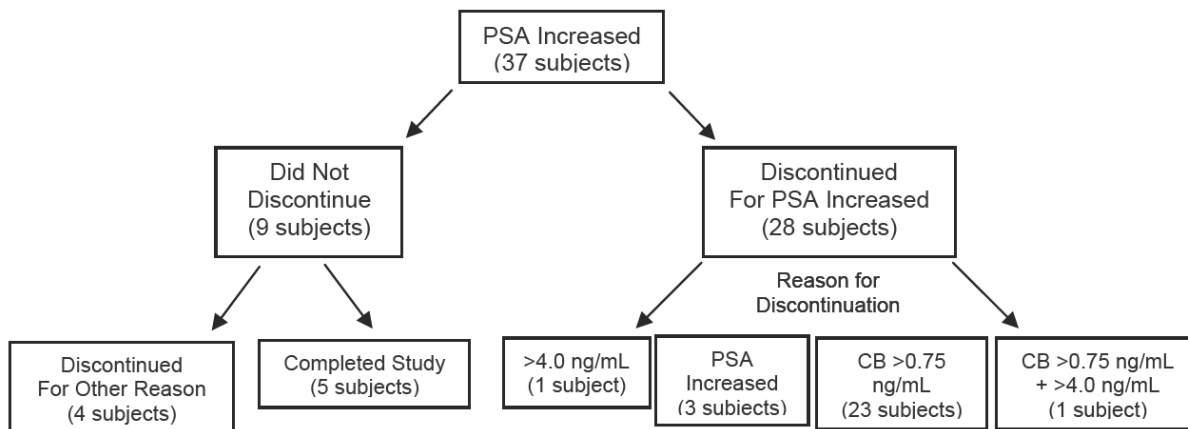 PSA Increased
(37 subjects)
Did Not
Discontinue
(9 subjects)
Discontinued
For PSA Increased
(28 subjects)
Reason for
Discontinuation
Discontinued
For Other Reason
(4 subjects)
Completed Study
(5 subjects)
>4.0 ng/mL
(1 subject)
PSA
Increased
(3 subjects)
CB >0.75
ng/mL
(23 subjects)
CB >0.75 ng/mL
+ >4.0 ng/mL
(1 subject)